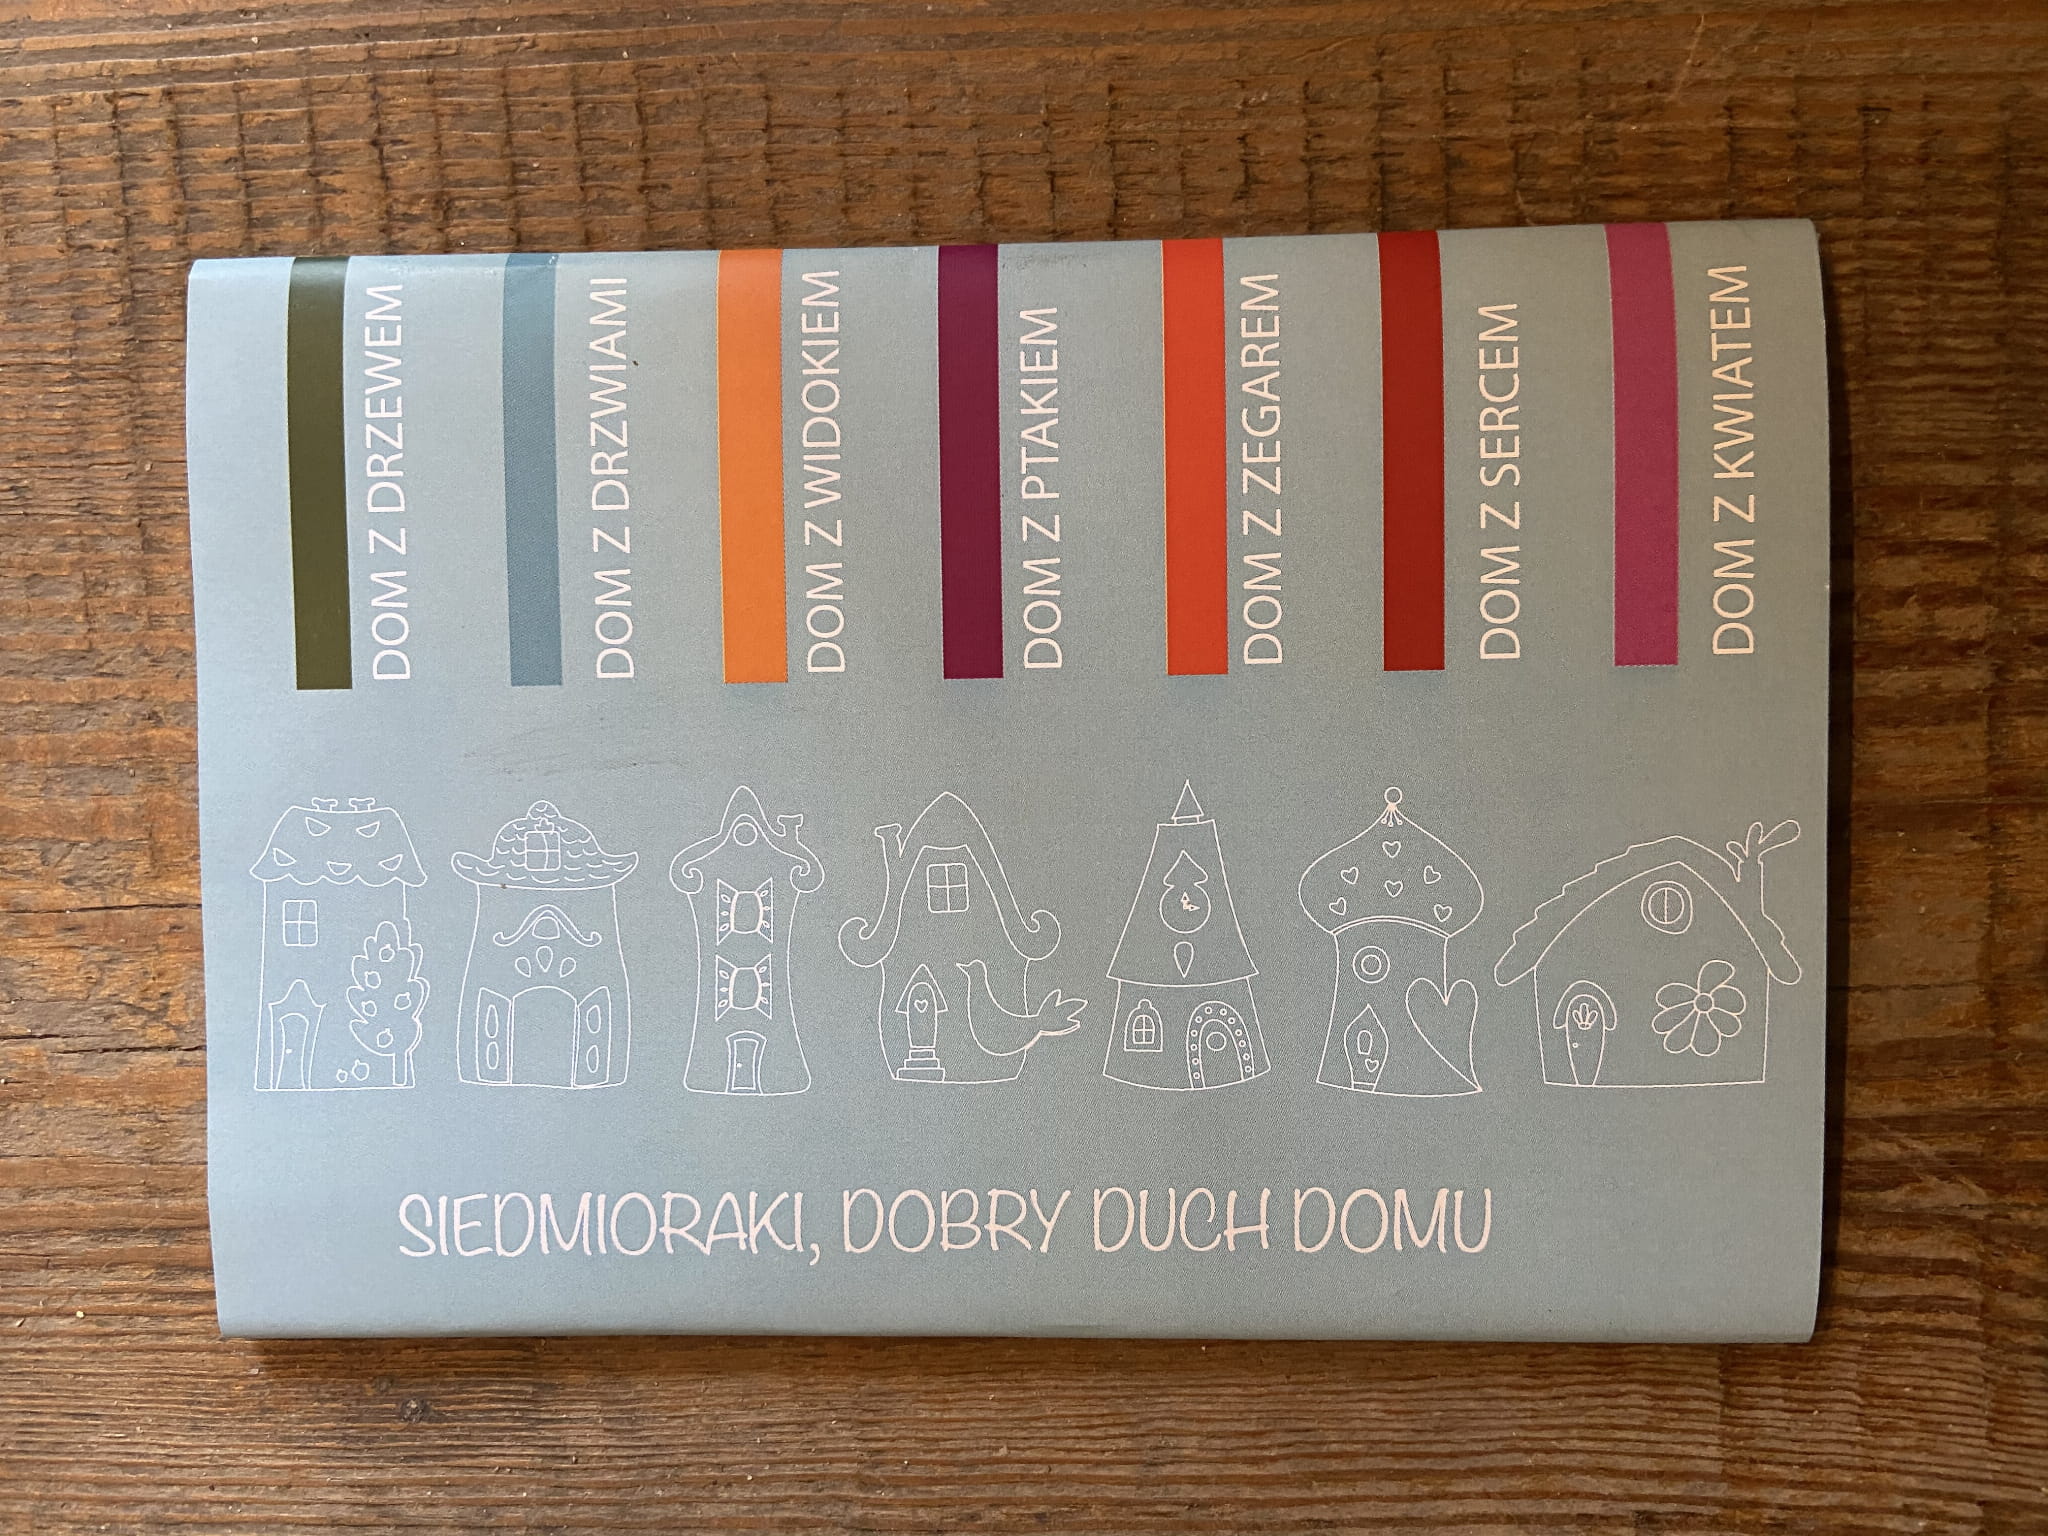 DOM Z DRZEWEM
DOM Z DRZWIAMI
DOM Z WIDOKIEM
DOM Z PTAKIEM
DOM Z ZEGAREM
DOM Z SERCEM
DOM Z KWIATEM
SIEDMIORAKI, DOBRY DUCH DOMU